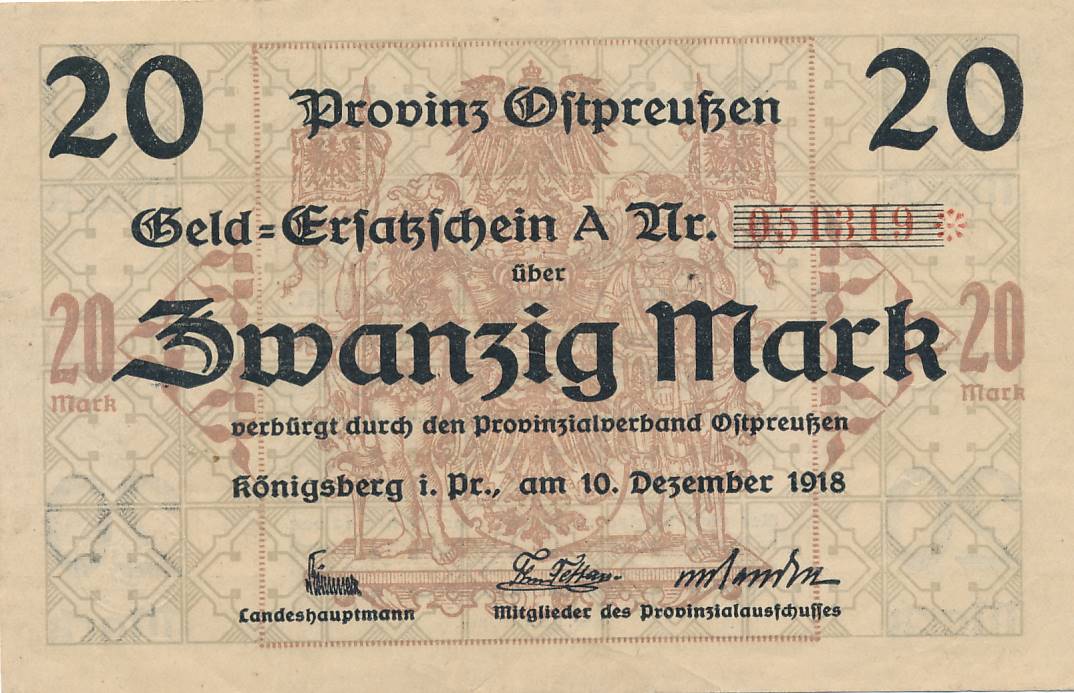 20 20
Provinz Ostpreußen
Geld=Ersatzschein A Nr. 051319
über
Zwanzig Mark
20 20
Mark Mark
verbürgt durch den Provinzialverband Ostpreußen
Königsberg i. Pr., am 10. Dezember 1918
Landeshauptmann Mitglieder des Provinzialausschusses